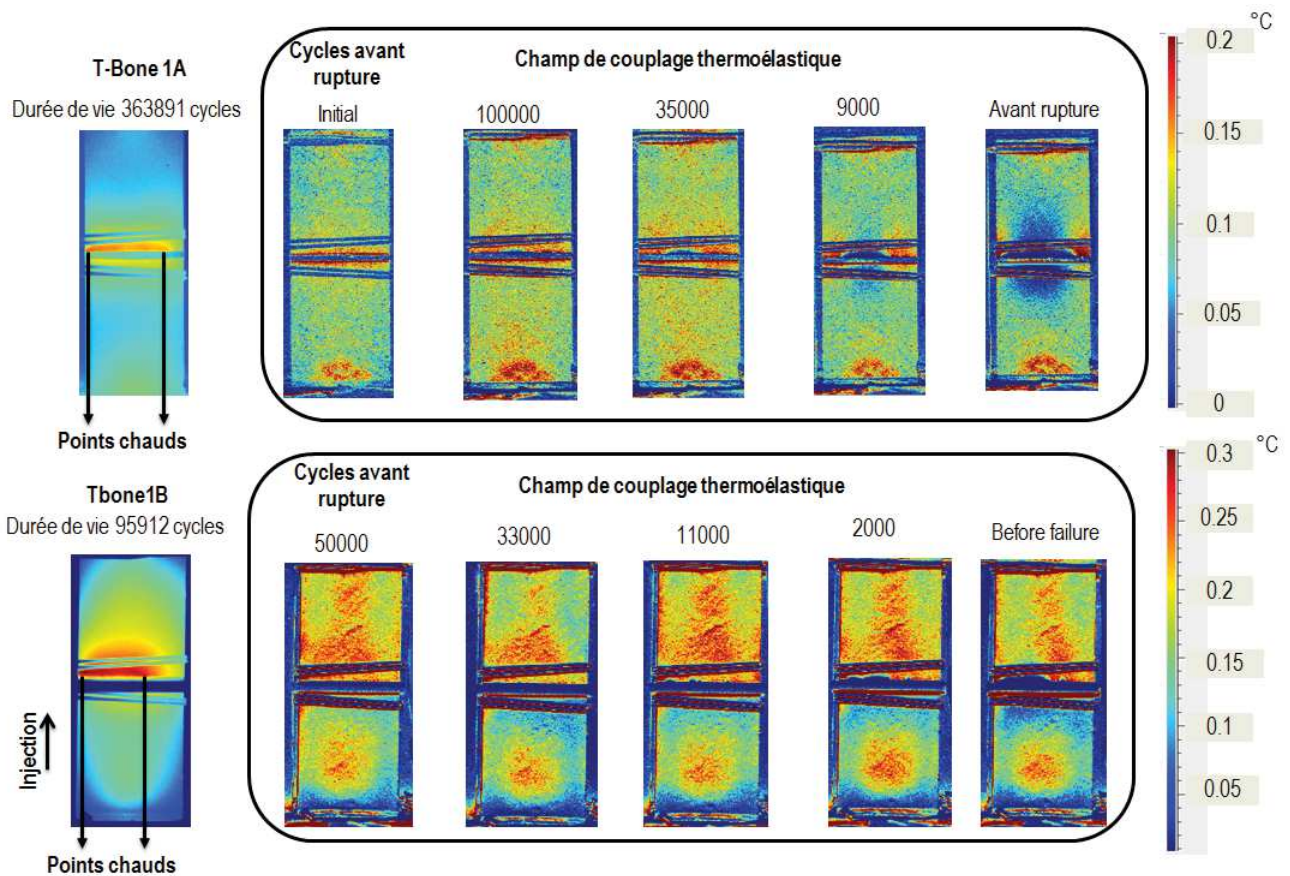 T-Bone 1A
Durée de vie 363891 cycles
Points chauds
Cycles avant
rupture
Champ de couplage thermoélastique
Initial
100000
35000
9000
Avant rupture
°C
0.2
0.15
0.1
0.05
0
Tbone1B
Durée de vie 95912 cycles
Injection
Points chauds
Cycles avant
rupture
Champ de couplage thermoélastique
50000
33000
11000
2000
Before failure
°C
0.3
0.25
0.2
0.15
0.1
0.05